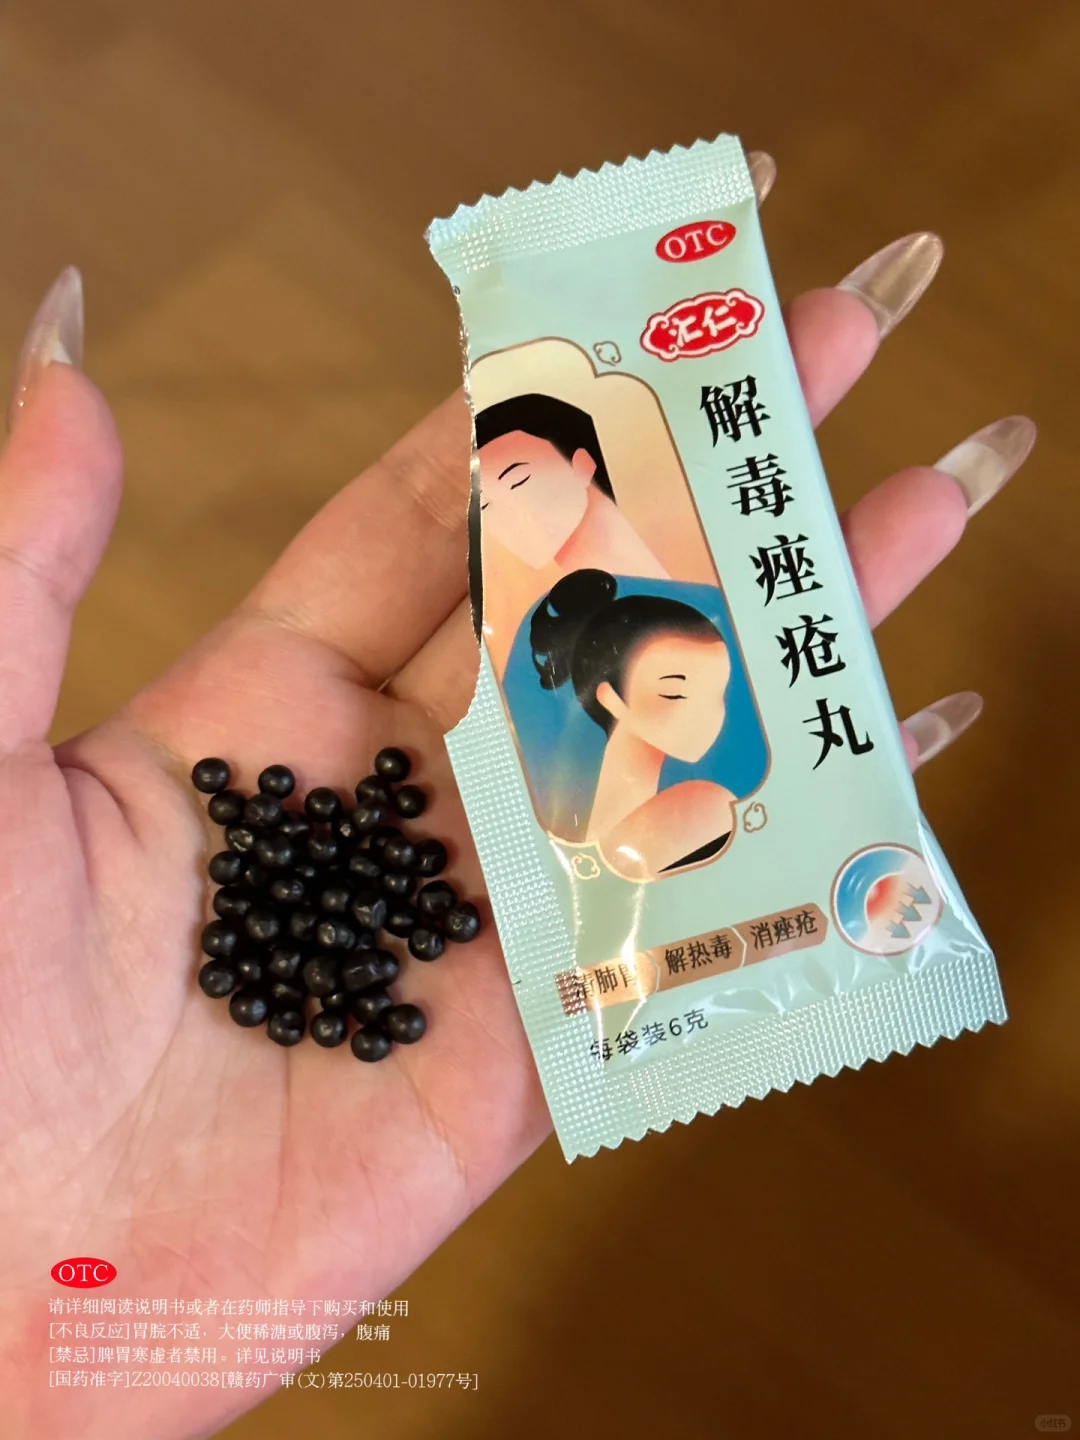 OTC
汇仁
解毒痤疮丸
清肺胃 解热毒 消痤疮
每袋装6克
OTC
请详细阅读说明书或者在药师指导下购买和使用
[不良反应]胃脘不适，大便稀溏或腹泻，腹痛
[禁忌]脾胃寒虚者禁用。详见说明书
[国药准字]Z20040038[赣药广审(文)第250401-01977号]
小红书